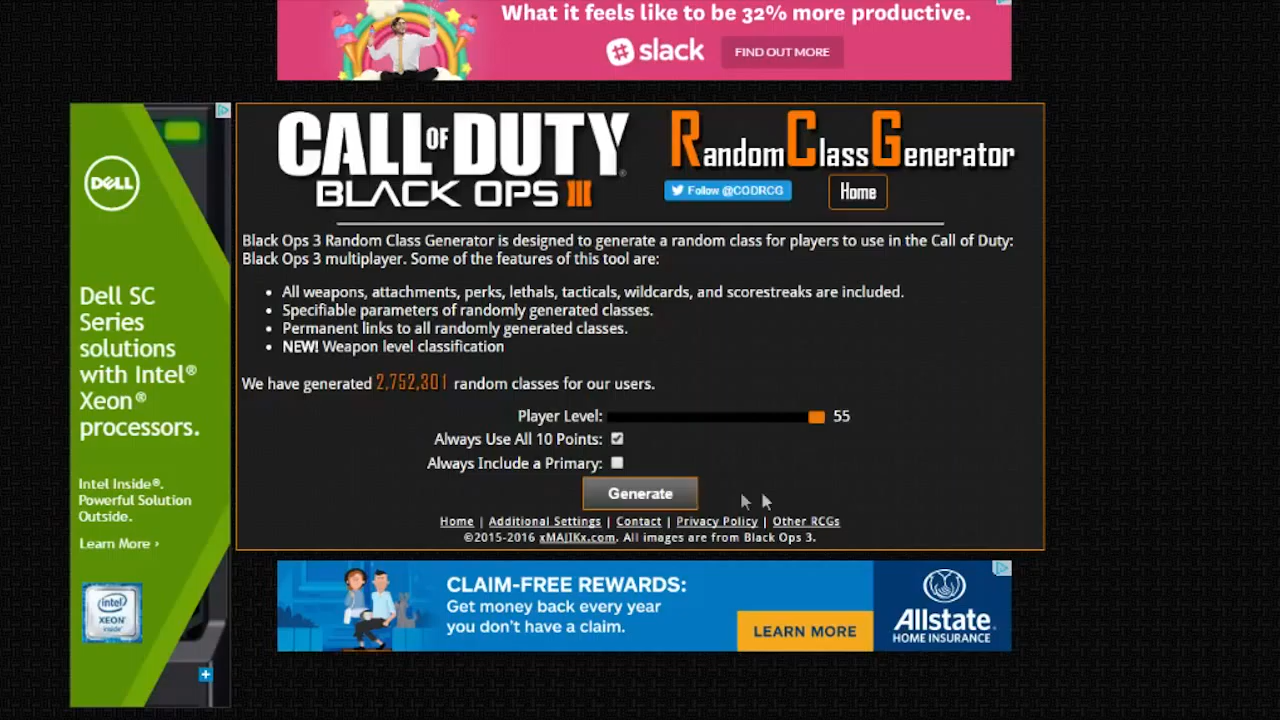 What it feels like to be 32% more productive.
slack
FIND OUT MORE
DELL
Dell SC
Series
solutions
with Intel®
Xeon®
processors.
Intel Inside®.
Powerful Solution
Outside.
Learn More ›
intel
XEON
inside
CALL OF DUTY®
BLACK OPS III
RandomClassGenerator
Follow @CODRCG
Home
Black Ops 3 Random Class Generator is designed to generate a random class for players to use in the Call of Duty:
Black Ops 3 multiplayer. Some of the features of this tool are:
• All weapons, attachments, perks, lethals, tacticals, wildcards, and scorestreaks are included.
• Specifiable parameters of randomly generated classes.
• Permanent links to all randomly generated classes.
• NEW! Weapon level classification
We have generated 2,752,301 random classes for our users.
Player Level: 55
Always Use All 10 Points:
Always Include a Primary:
Generate
Home | Additional Settings | Contact | Privacy Policy | Other RCGs
©2015-2016 xMAJIKx.com. All images are from Black Ops 3.
CLAIM-FREE REWARDS:
Get money back every year
you don't have a claim.
LEARN MORE
Allstate
HOME INSURANCE